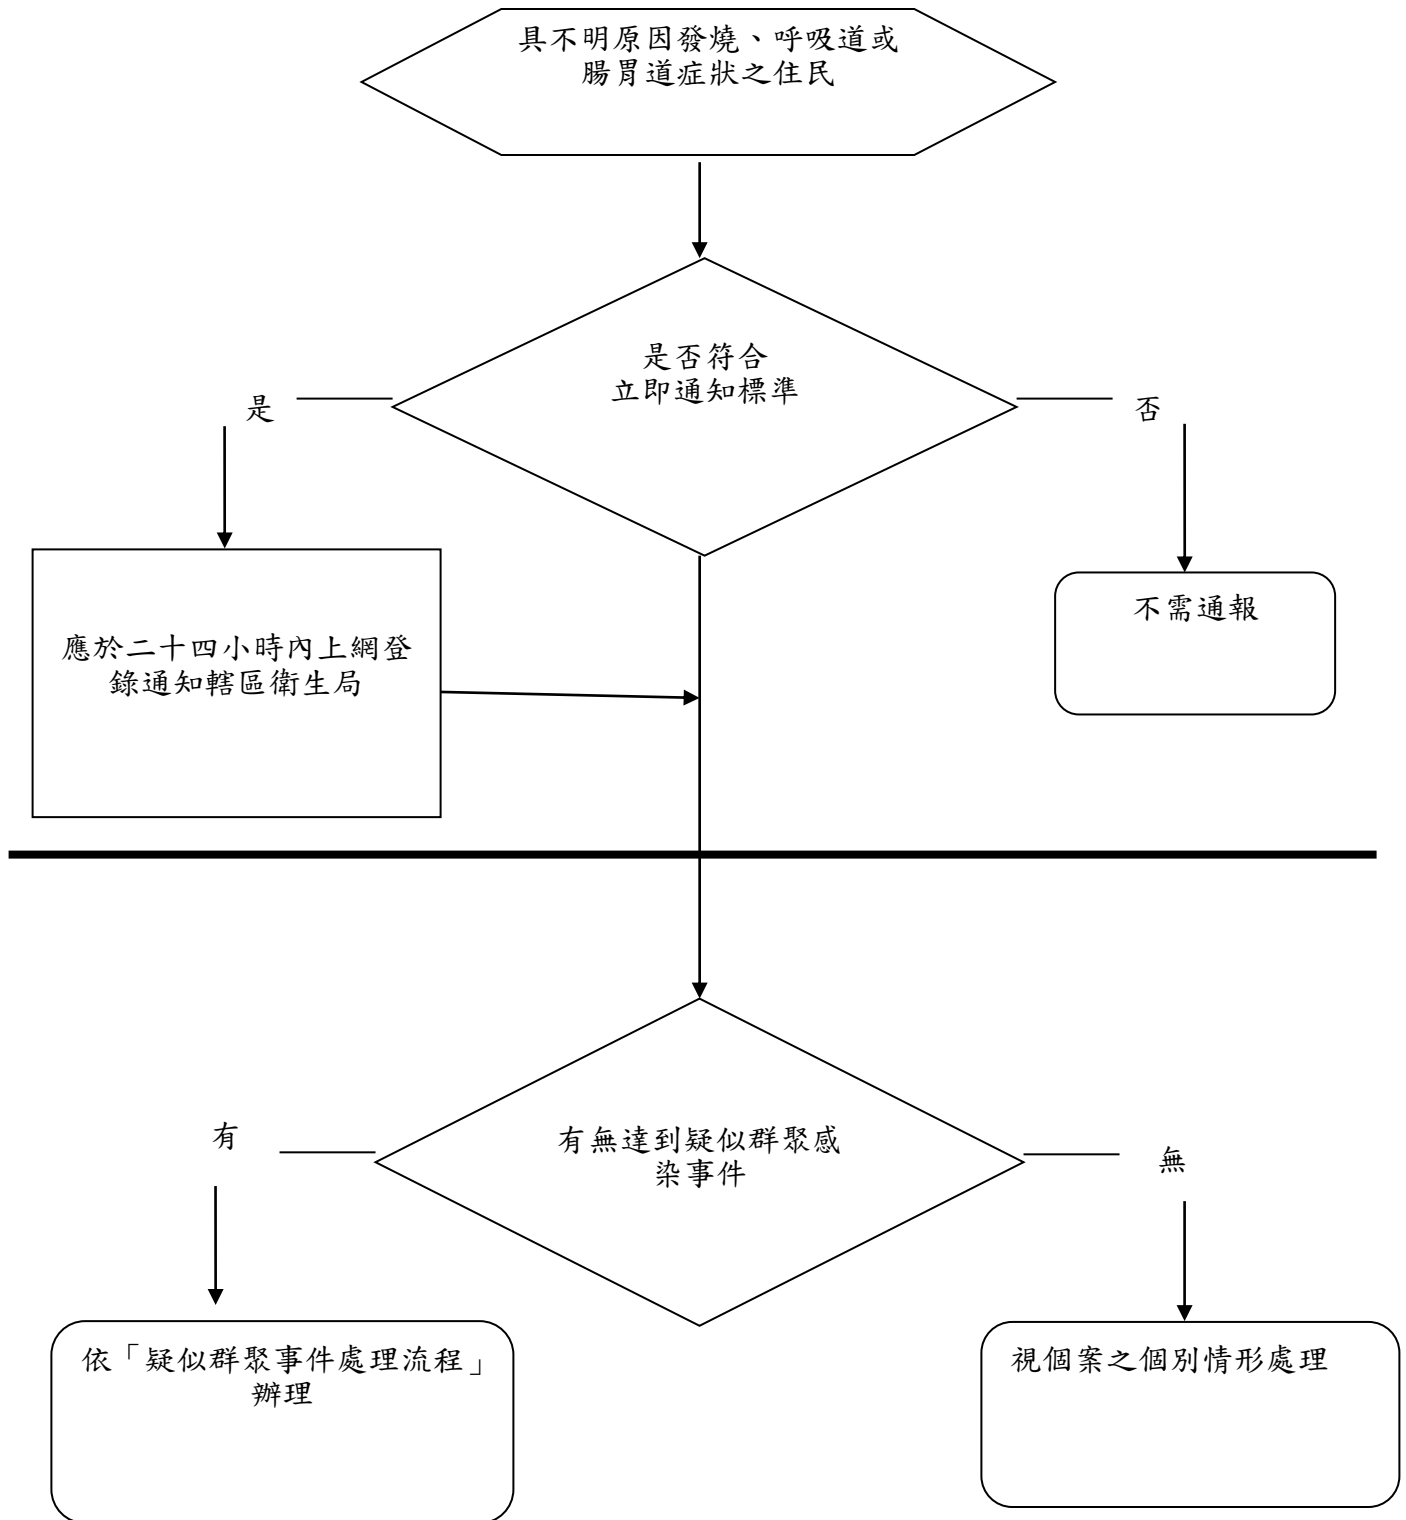 具不明原因發燒、呼吸道或
腸胃道症狀之住民
是否符合
立即通知標準
是
否
應於二十四小時內上網登
錄通知轄區衛生局
不需通報
有無達到疑似群聚感
染事件
有
無
依「疑似群聚事件處理流程」
辦理
視個案之個別情形處理